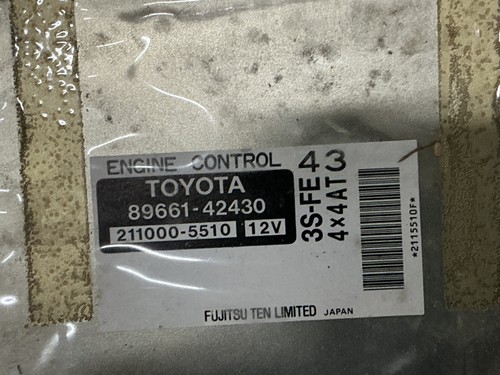 ENGINE CONTROL 43
TOYOTA
89661-42430
211000-5510 12V
3S-FE
4×4AT
*2115510F*
FUJITSU TEN LIMITED JAPAN